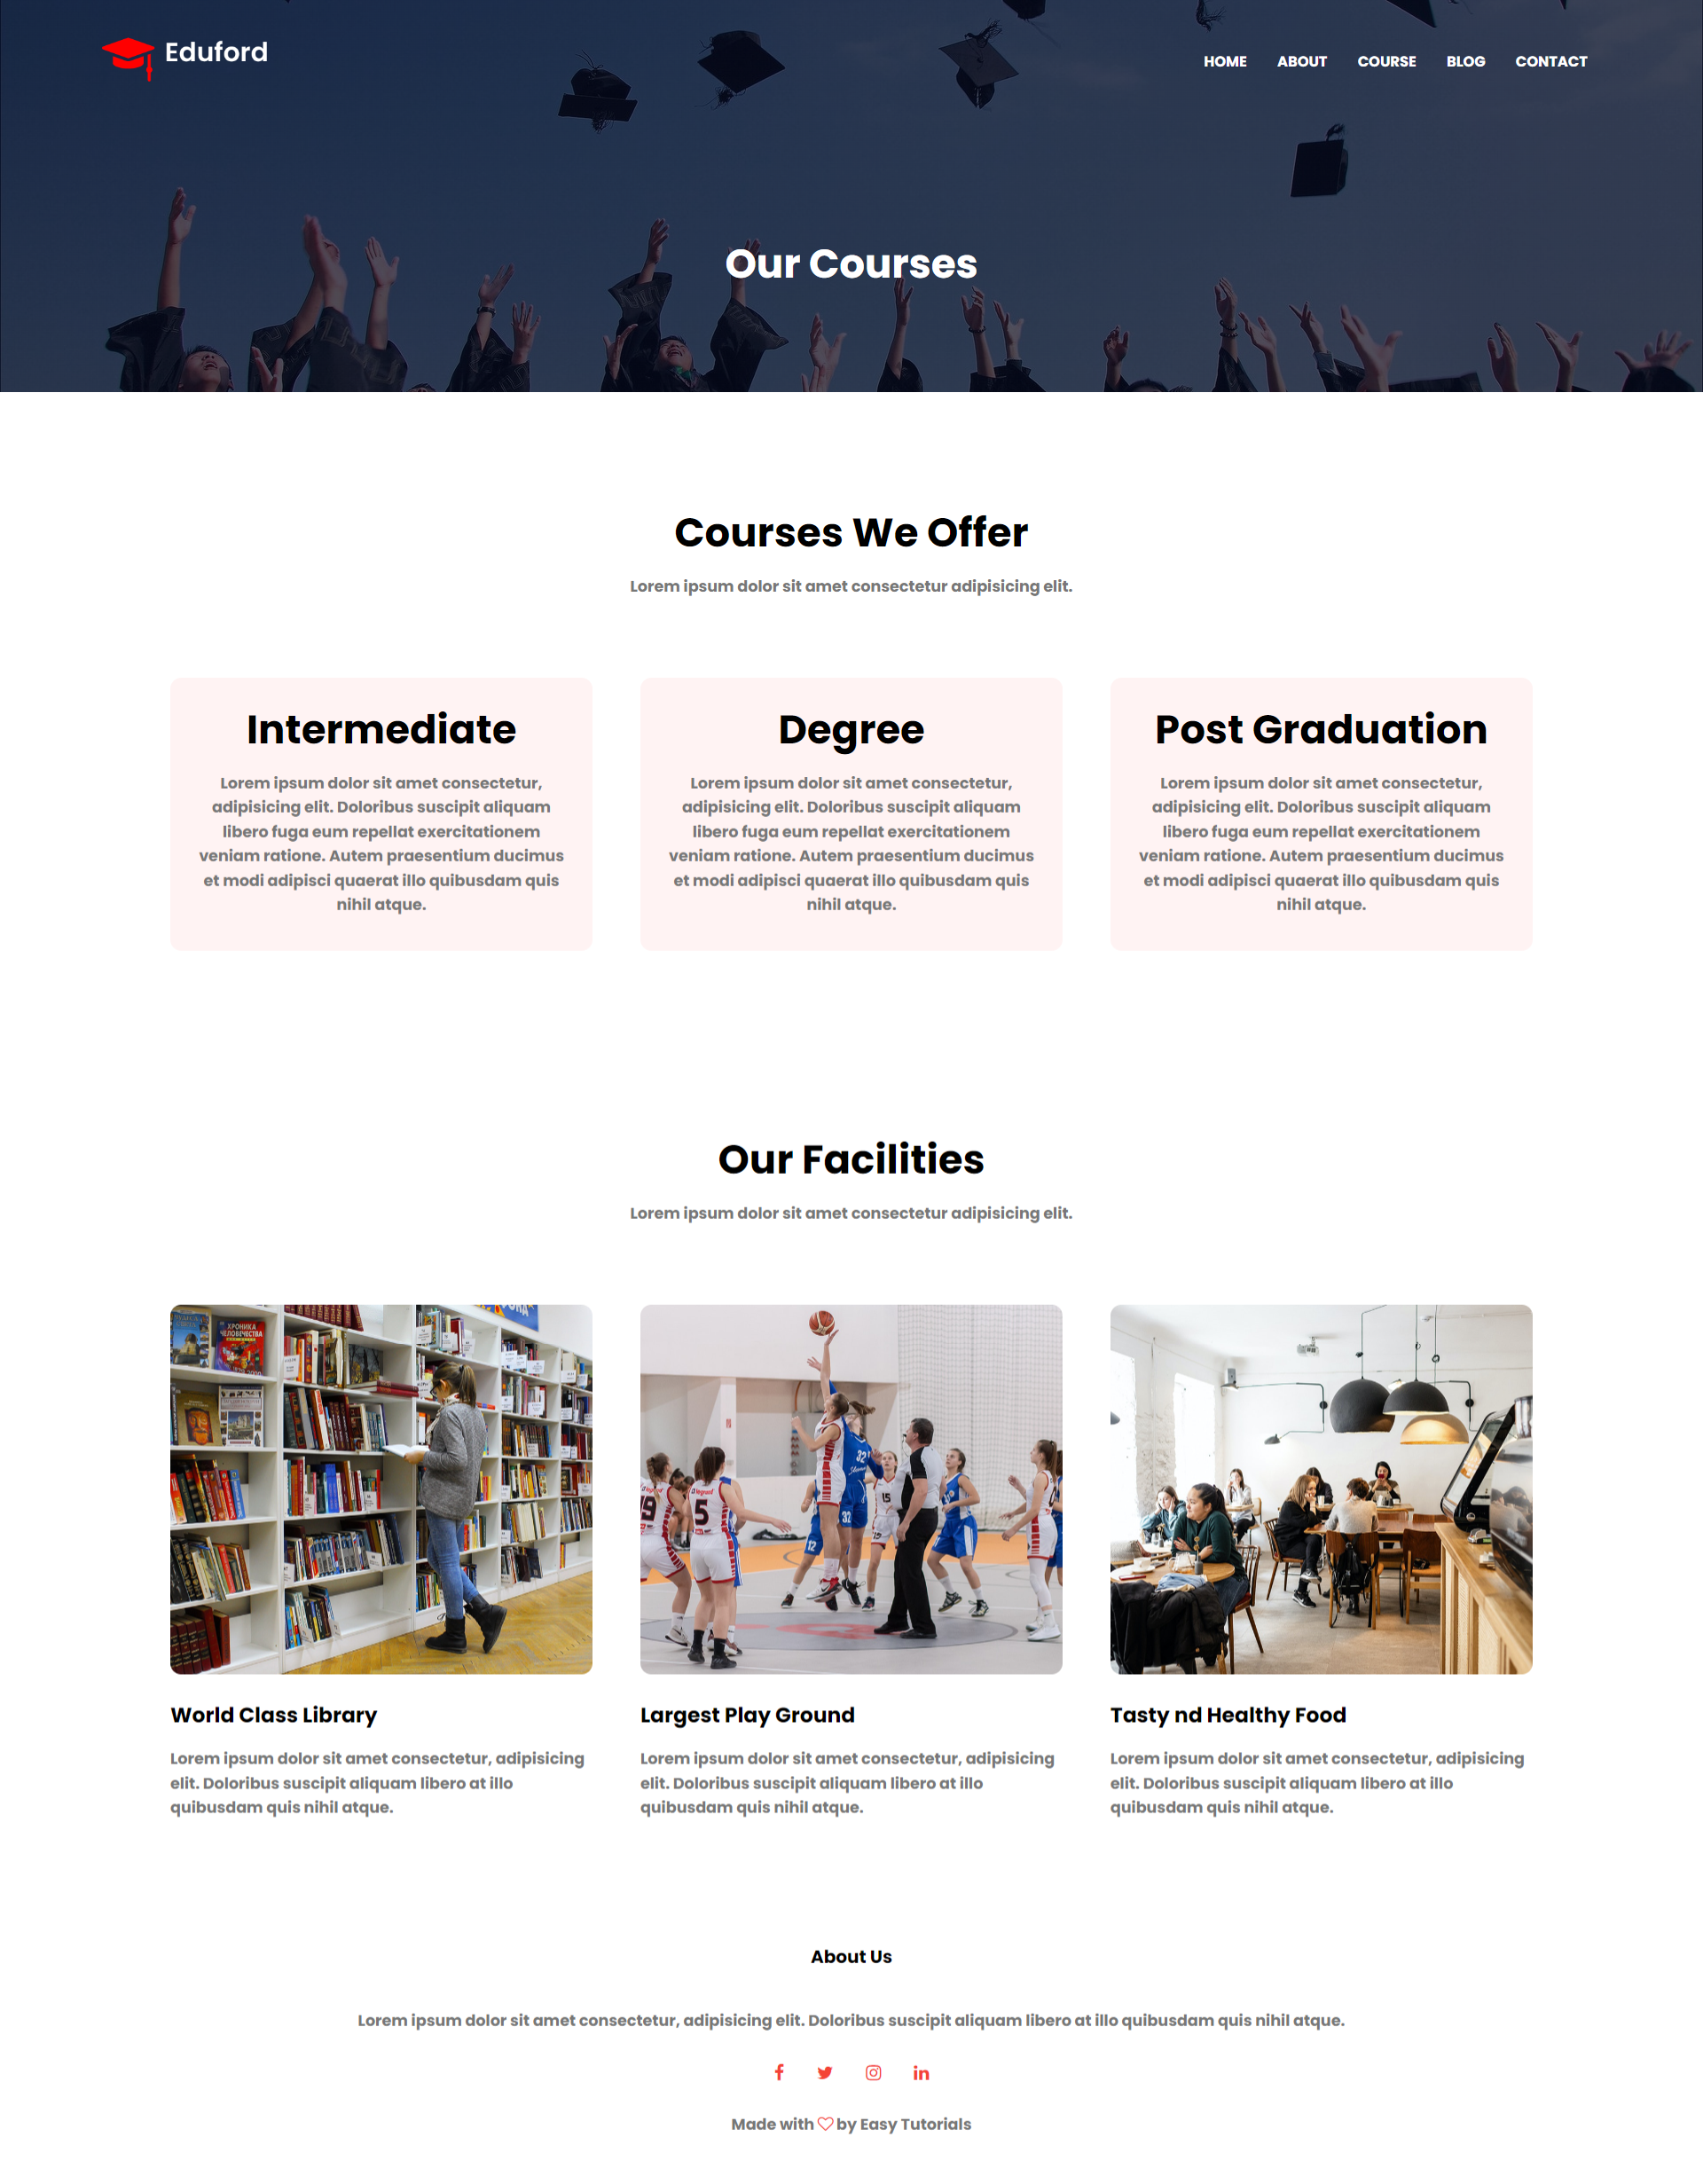 Eduford
HOME ABOUT COURSE BLOG CONTACT
Our Courses
Courses We Offer
Lorem ipsum dolor sit amet consectetur adipisicing elit.
Intermediate
Lorem ipsum dolor sit amet consectetur,
adipisicing elit. Doloribus suscipit aliquam
libero fuga eum repellat exercitationem
veniam ratione. Autem praesentium ducimus
et modi adipisci quaerat illo quibusdam quis
nihil atque.
Degree
Lorem ipsum dolor sit amet consectetur,
adipisicing elit. Doloribus suscipit aliquam
libero fuga eum repellat exercitationem
veniam ratione. Autem praesentium ducimus
et modi adipisci quaerat illo quibusdam quis
nihil atque.
Post Graduation
Lorem ipsum dolor sit amet consectetur,
adipisicing elit. Doloribus suscipit aliquam
libero fuga eum repellat exercitationem
veniam ratione. Autem praesentium ducimus
et modi adipisci quaerat illo quibusdam quis
nihil atque.
Our Facilities
Lorem ipsum dolor sit amet consectetur adipisicing elit.
ХРОНИКА
ЧЕЛОВЕЧЕСТВА
World Class Library
Lorem ipsum dolor sit amet consectetur, adipisicing
elit. Doloribus suscipit aliquam libero at illo
quibusdam quis nihil atque.
32
15
19
5
32
12
Largest Play Ground
Lorem ipsum dolor sit amet consectetur, adipisicing
elit. Doloribus suscipit aliquam libero at illo
quibusdam quis nihil atque.
Tasty nd Healthy Food
Lorem ipsum dolor sit amet consectetur, adipisicing
elit. Doloribus suscipit aliquam libero at illo
quibusdam quis nihil atque.
About Us
Lorem ipsum dolor sit amet consectetur, adipisicing elit. Doloribus suscipit aliquam libero at illo quibusdam quis nihil atque.
Made with ♡ by Easy Tutorials